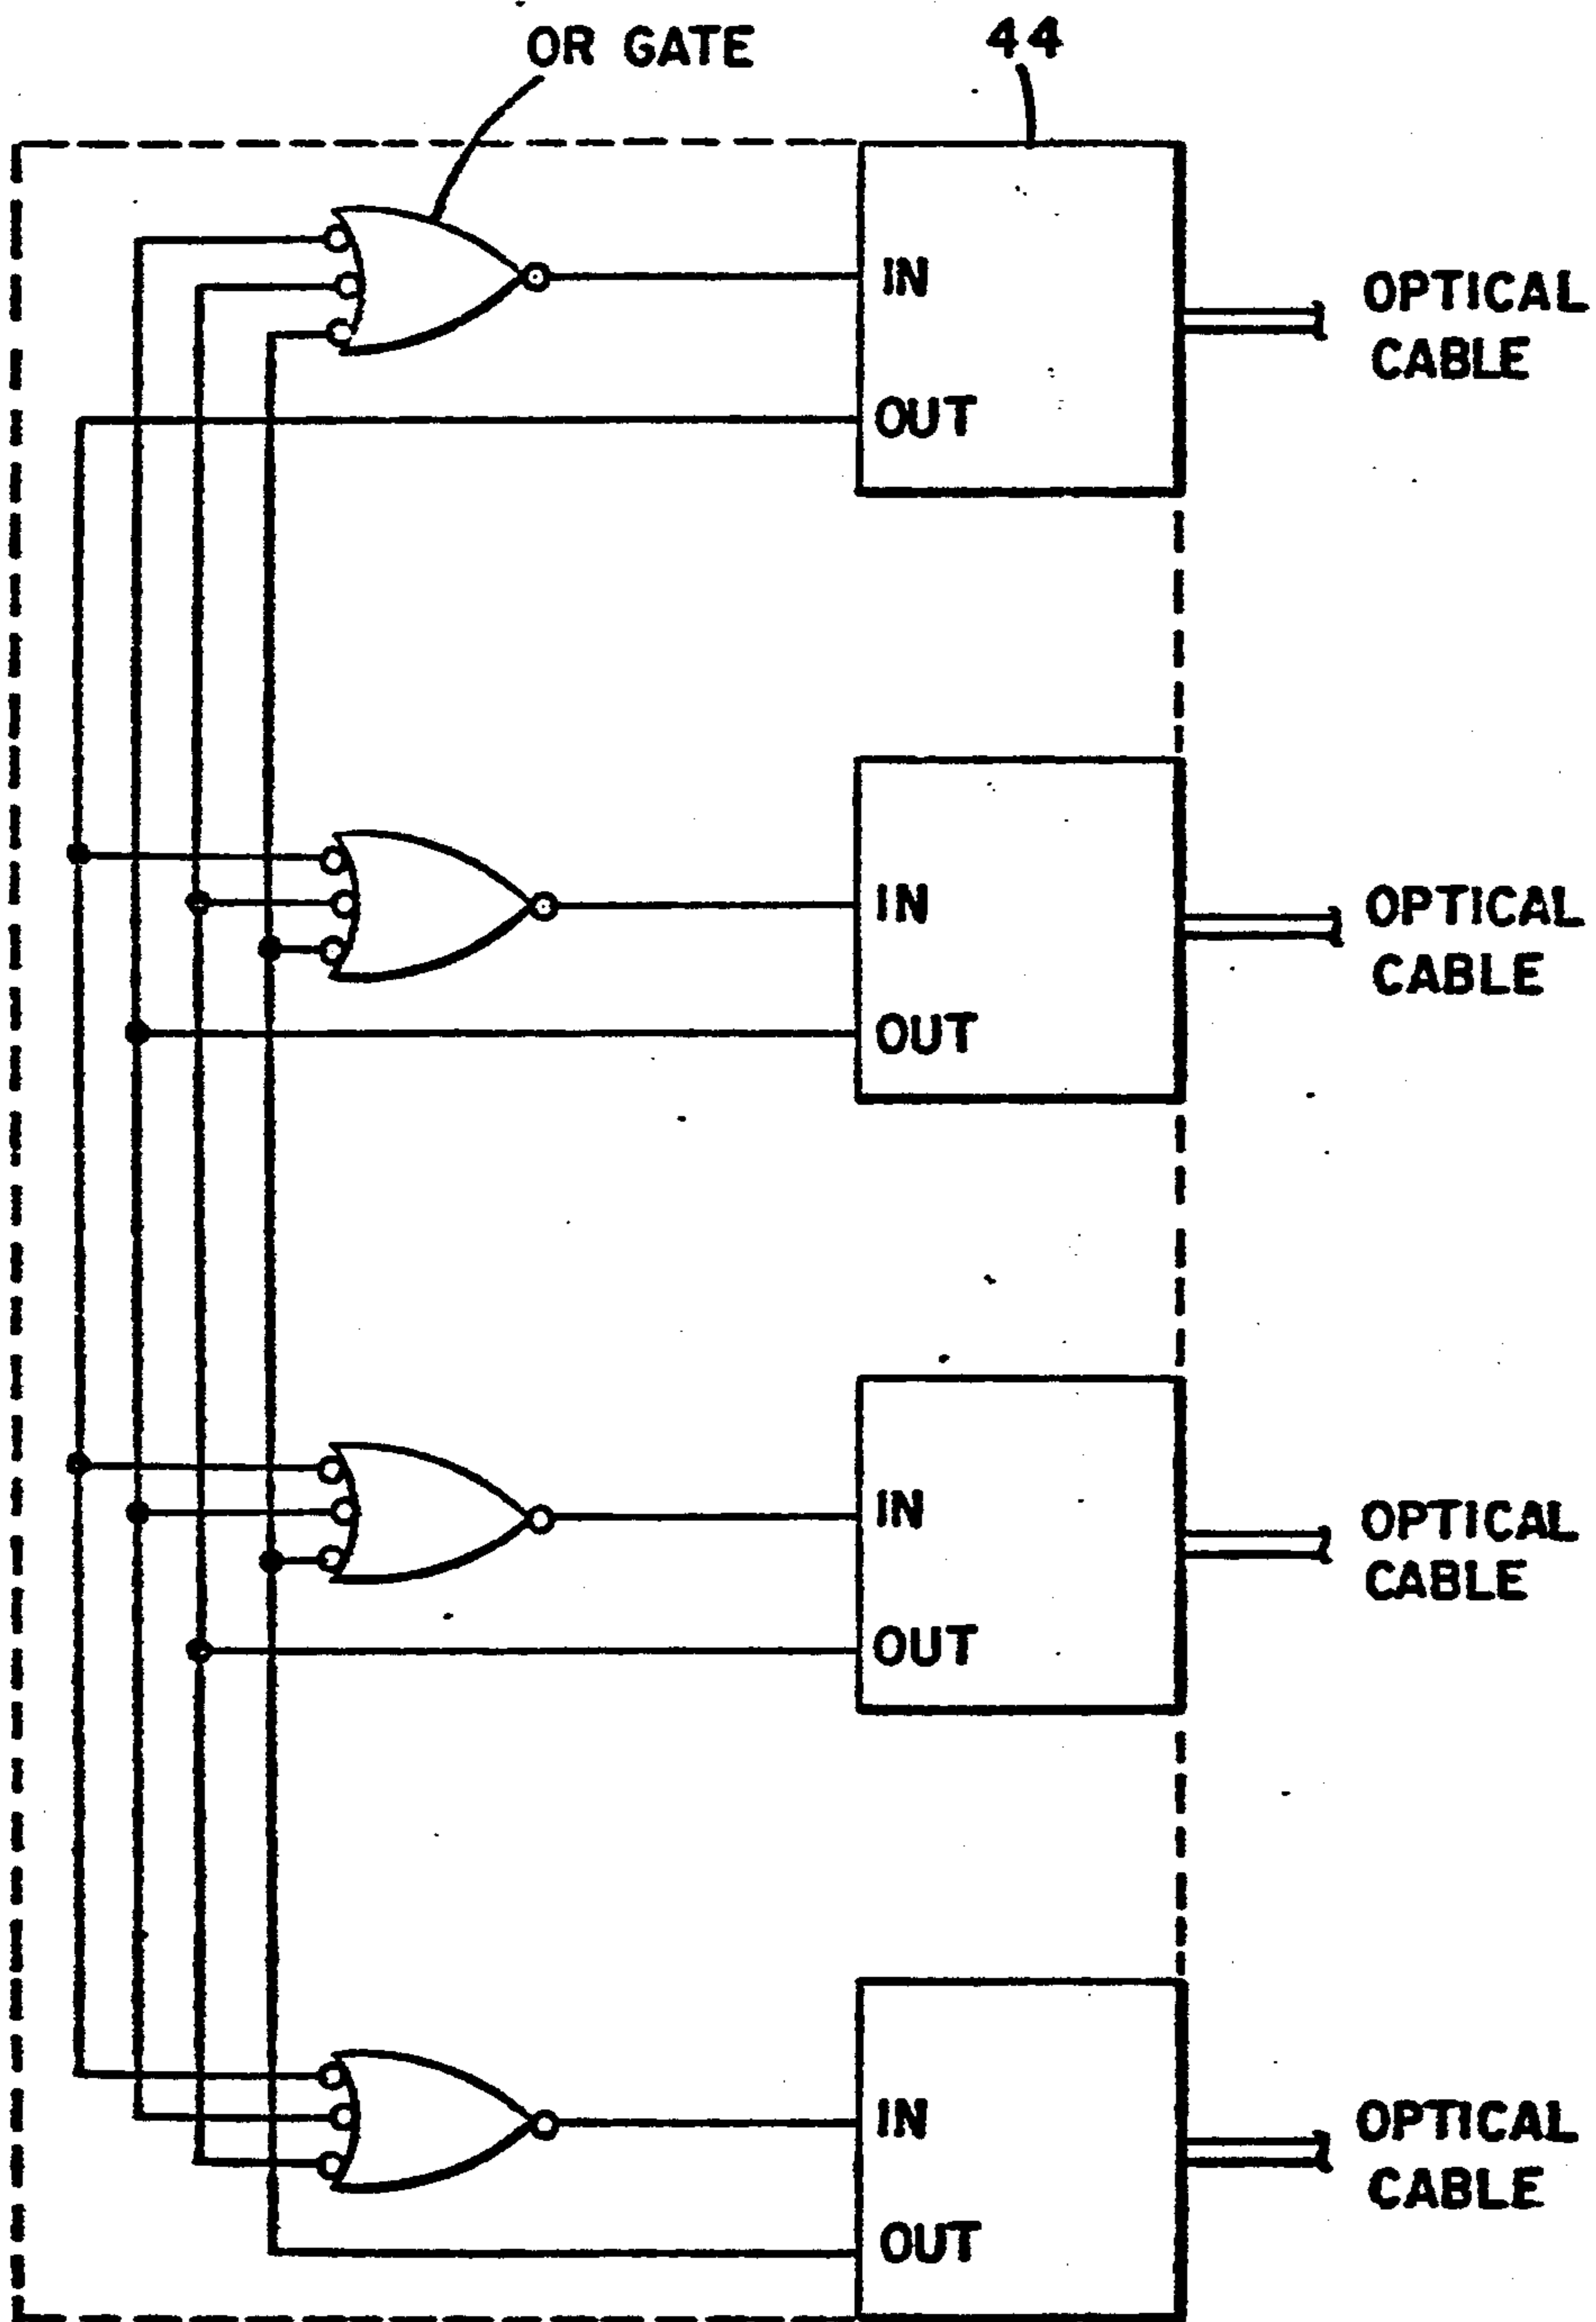 OR GATE
44
IN
OUT
OPTICAL
CABLE
IN
OUT
OPTICAL
CABLE
IN
OUT
OPTICAL
CABLE
IN
OUT
OPTICAL
CABLE